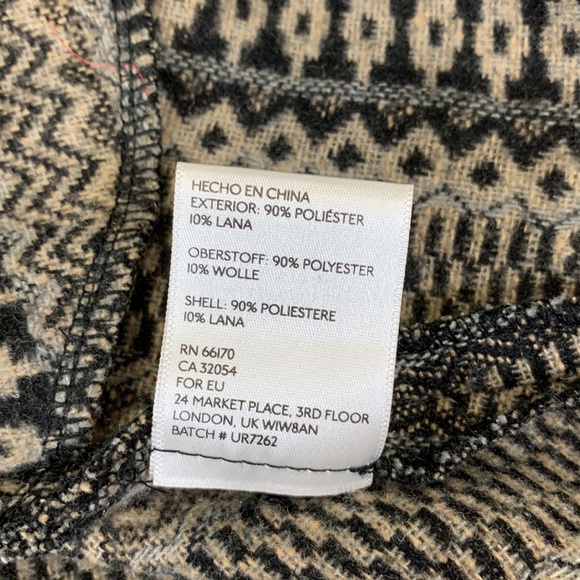 HECHO EN CHINA
EXTERIOR: 90% POLIÉSTER
10% LANA
OBERSTOFF: 90% POLYESTER
10% WOLLE
SHELL: 90% POLIESTERE
10% LANA
RN 66170
CA 32054
FOR EU
24 MARKET PLACE, 3RD FLOOR
LONDON, UK W1W8AN
BATCH # UR7262